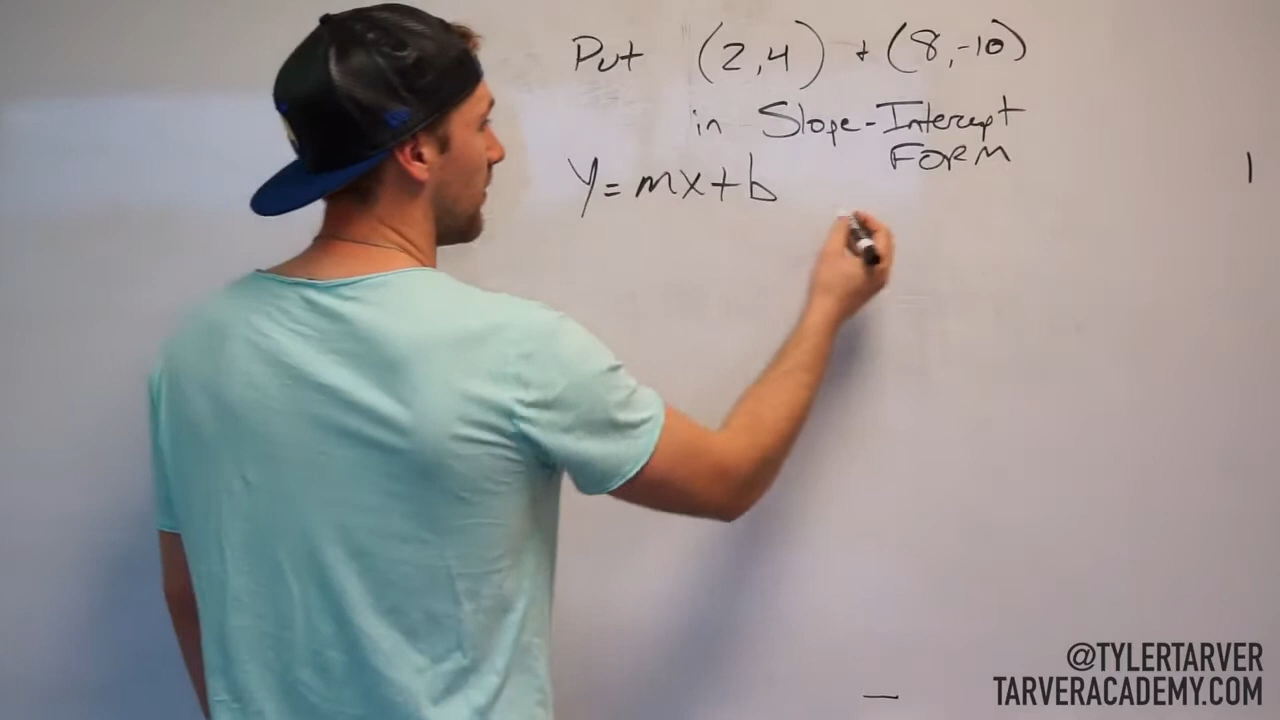 Put (2,4) + (8,-10)
in Slope-Intercept
FORM
y=mx+b
@TYLERTARVER
TARVERACADEMY.COM